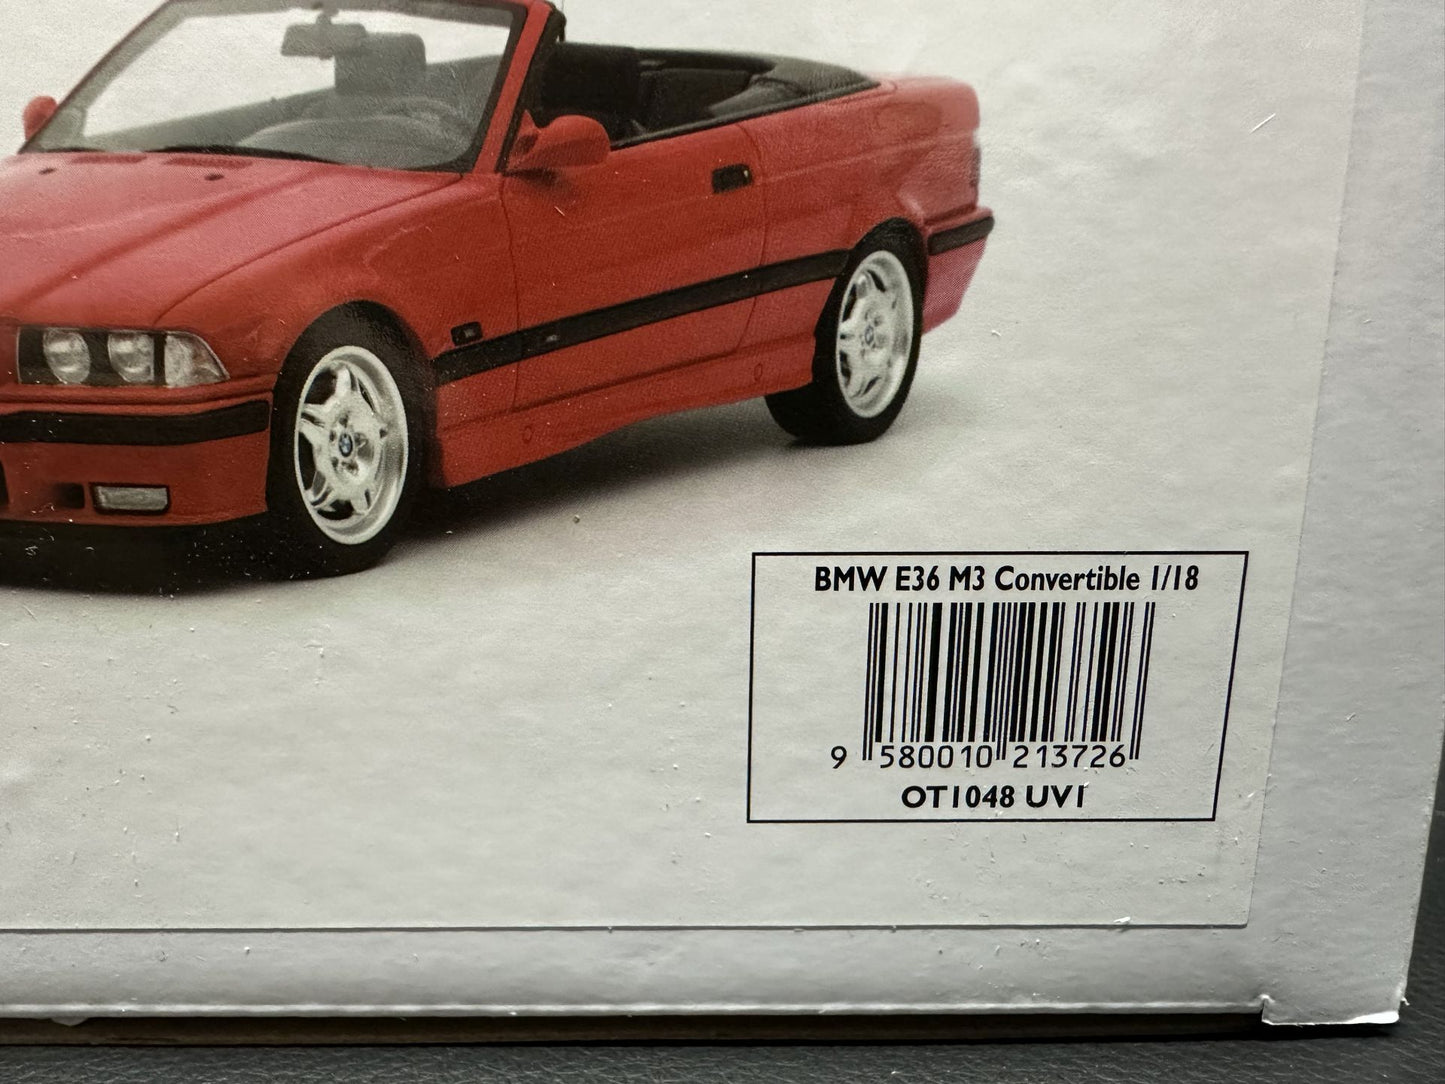 BMW E36 M3 Convertible 1/18
9 580010 213726
OT1048 UV1